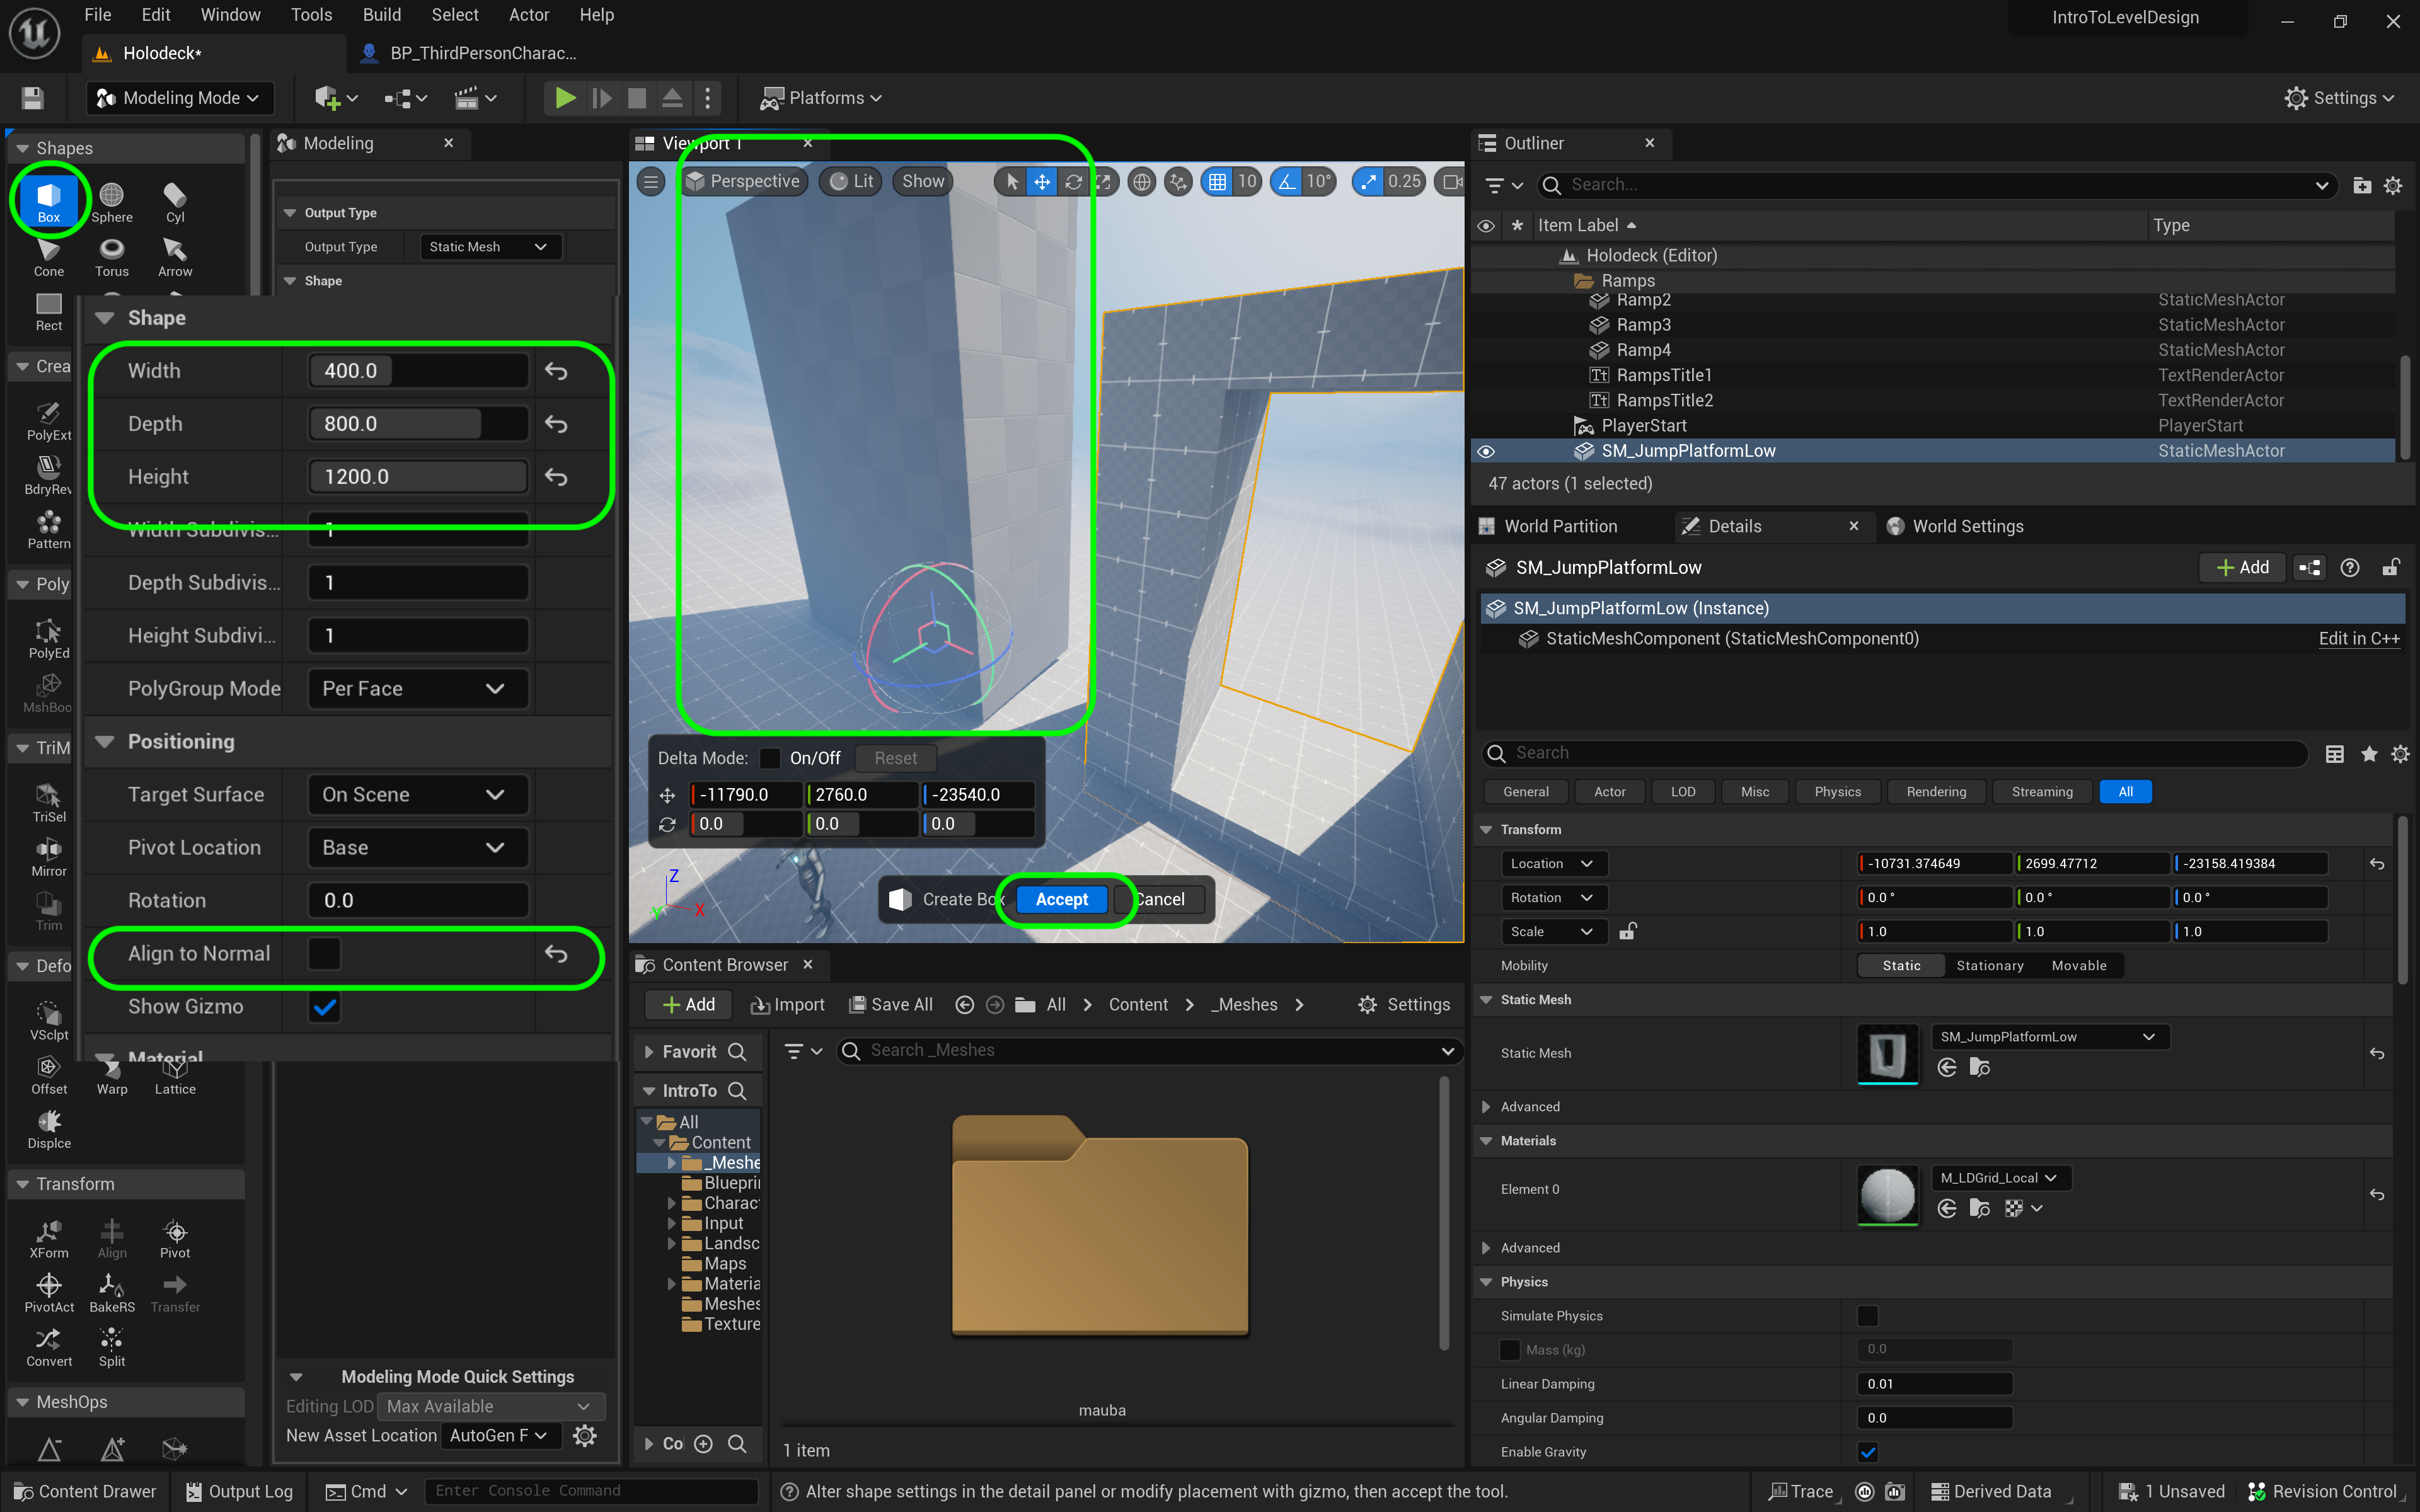 File Edit Window Tools Build Select Actor Help
IntroToLevelDesign
Holodeck*
BP_ThirdPersonCharac...
Modeling Mode
Platforms
Settings
Shapes
Box Sphere Cyl
Cone Torus Arrow
Rect
Crea
PolyExt
BdryRev
Pattern
Poly
PolyEd
MshBoo
TriM
TriSel
Mirror
Trim
Defo
VSclpt
Offset Warp Lattice
Displce
Transform
XForm Align Pivot
PivotAct BakeRS Transfer
Convert Split
MeshOps
Modeling
Output Type
Output Type Static Mesh
Shape
Shape
Width 400.0
Depth 800.0
Height 1200.0
Width Subdivis... 1
Depth Subdivis... 1
Height Subdivi... 1
PolyGroup Mode Per Face
Positioning
Target Surface On Scene
Pivot Location Base
Rotation 0.0
Align to Normal
Show Gizmo
Material
Modeling Mode Quick Settings
Editing LOD Max Available
New Asset Location AutoGen F
Viewport 1
Perspective Lit Show 10 10° 0.25
Delta Mode: On/Off Reset
-11790.0 2760.0 -23540.0
0.0 0.0 0.0
Z
Y X
Create Box Accept Cancel
Content Browser
Add Import Save All All Content _Meshes Settings
Favorit
Search _Meshes
IntroTo
All
Content
_Meshe
Bluepri
Charac
Input
Landsc
Maps
Materia
Meshes
Texture
mauba
Co
1 item
Outliner
Search...
Item Label Type
Holodeck (Editor)
Ramps
Ramp2 StaticMeshActor
Ramp3 StaticMeshActor
Ramp4 StaticMeshActor
RampsTitle1 TextRenderActor
RampsTitle2 TextRenderActor
PlayerStart PlayerStart
SM_JumpPlatformLow StaticMeshActor
47 actors (1 selected)
World Partition Details World Settings
SM_JumpPlatformLow Add
SM_JumpPlatformLow (Instance)
StaticMeshComponent (StaticMeshComponent0) Edit in C++
Search
General Actor LOD Misc Physics Rendering Streaming All
Transform
Location -10731.374649 2699.47712 -23158.419384
Rotation 0.0 ° 0.0 ° 0.0 °
Scale 1.0 1.0 1.0
Mobility Static Stationary Movable
Static Mesh
Static Mesh SM_JumpPlatformLow
Advanced
Materials
Element 0 M_LDGrid_Local
Advanced
Physics
Simulate Physics
Mass (kg) 0.0
Linear Damping 0.01
Angular Damping 0.0
Enable Gravity
Content Drawer Output Log Cmd Enter Console Command
Alter shape settings in the detail panel or modify placement with gizmo, then accept the tool.
Trace Derived Data 1 Unsaved Revision Control